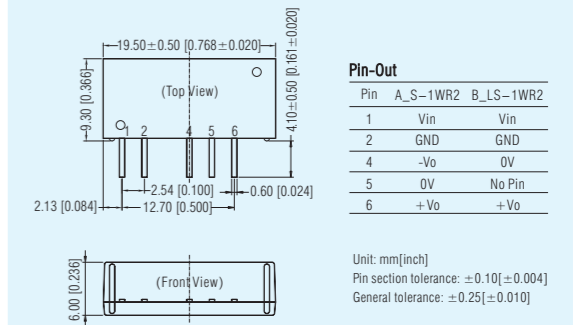 19.50±0.50 [0.768±0.020]
9.30 [0.366]
(Top View)
4.10±0.50 [0.161±0.020]
1 2 4 5 6
2.54 [0.100]
0.60 [0.024]
2.13 [0.084]
12.70 [0.500]
6.00 [0.236]
(Front View)
Pin-Out
Pin A_S-1WR2 B_LS-1WR2
1 Vin Vin
2 GND GND
4 -Vo 0V
5 0V No Pin
6 +Vo +Vo
Unit: mm[inch]
Pin section tolerance: ±0.10[±0.004]
General tolerance: ±0.25[±0.010]